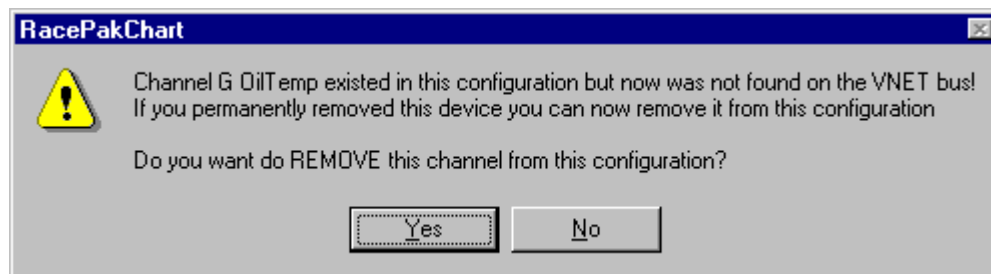 RacePakChart
Channel G OilTemp existed in this configuration but now was not found on the VNET bus!
If you permanently removed this device you can now remove it from this configuration
Do you want do REMOVE this channel from this configuration?
Yes
No